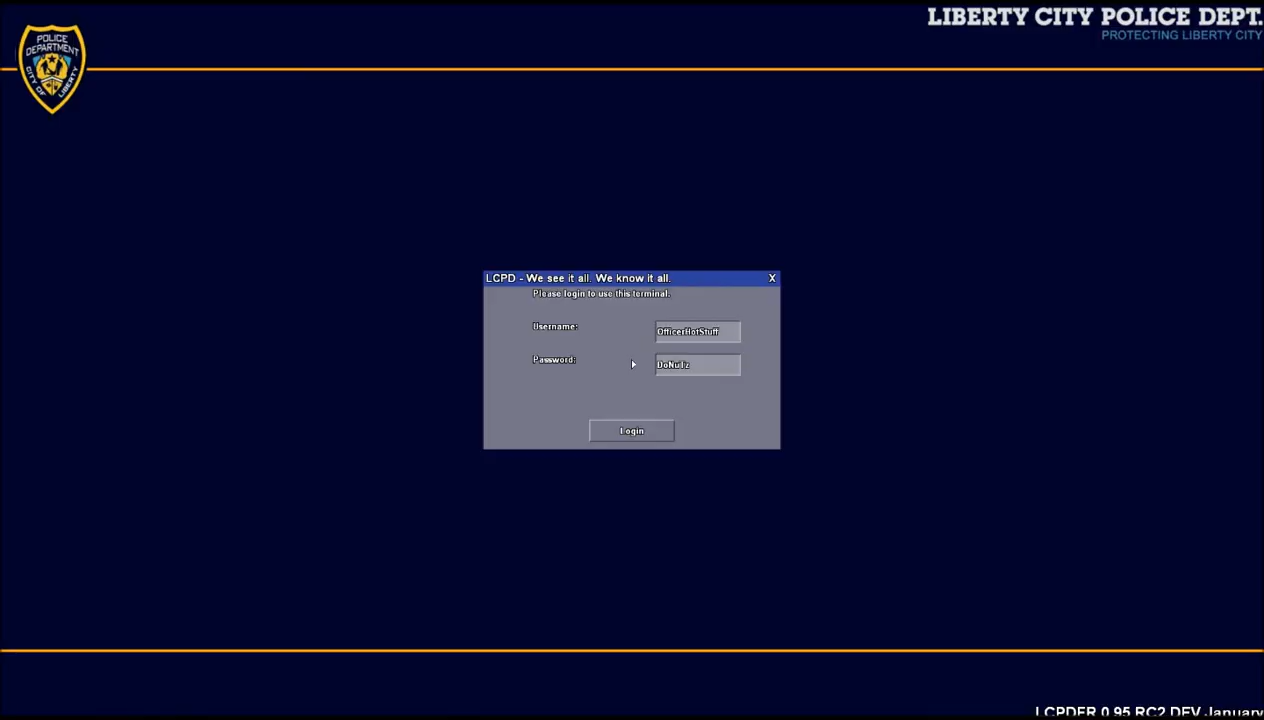 LIBERTY CITY POLICE DEPT.
PROTECTING LIBERTY CITY
POLICE
DEPARTMENT
CITY OF LIBERTY
LCPD - We see it all. We know it all.
X
Please login to use this terminal.
Username:
OfficerHotStuff
Password:
DoNuTz
Login
LCPDFR 0.95 RC2 DEV January